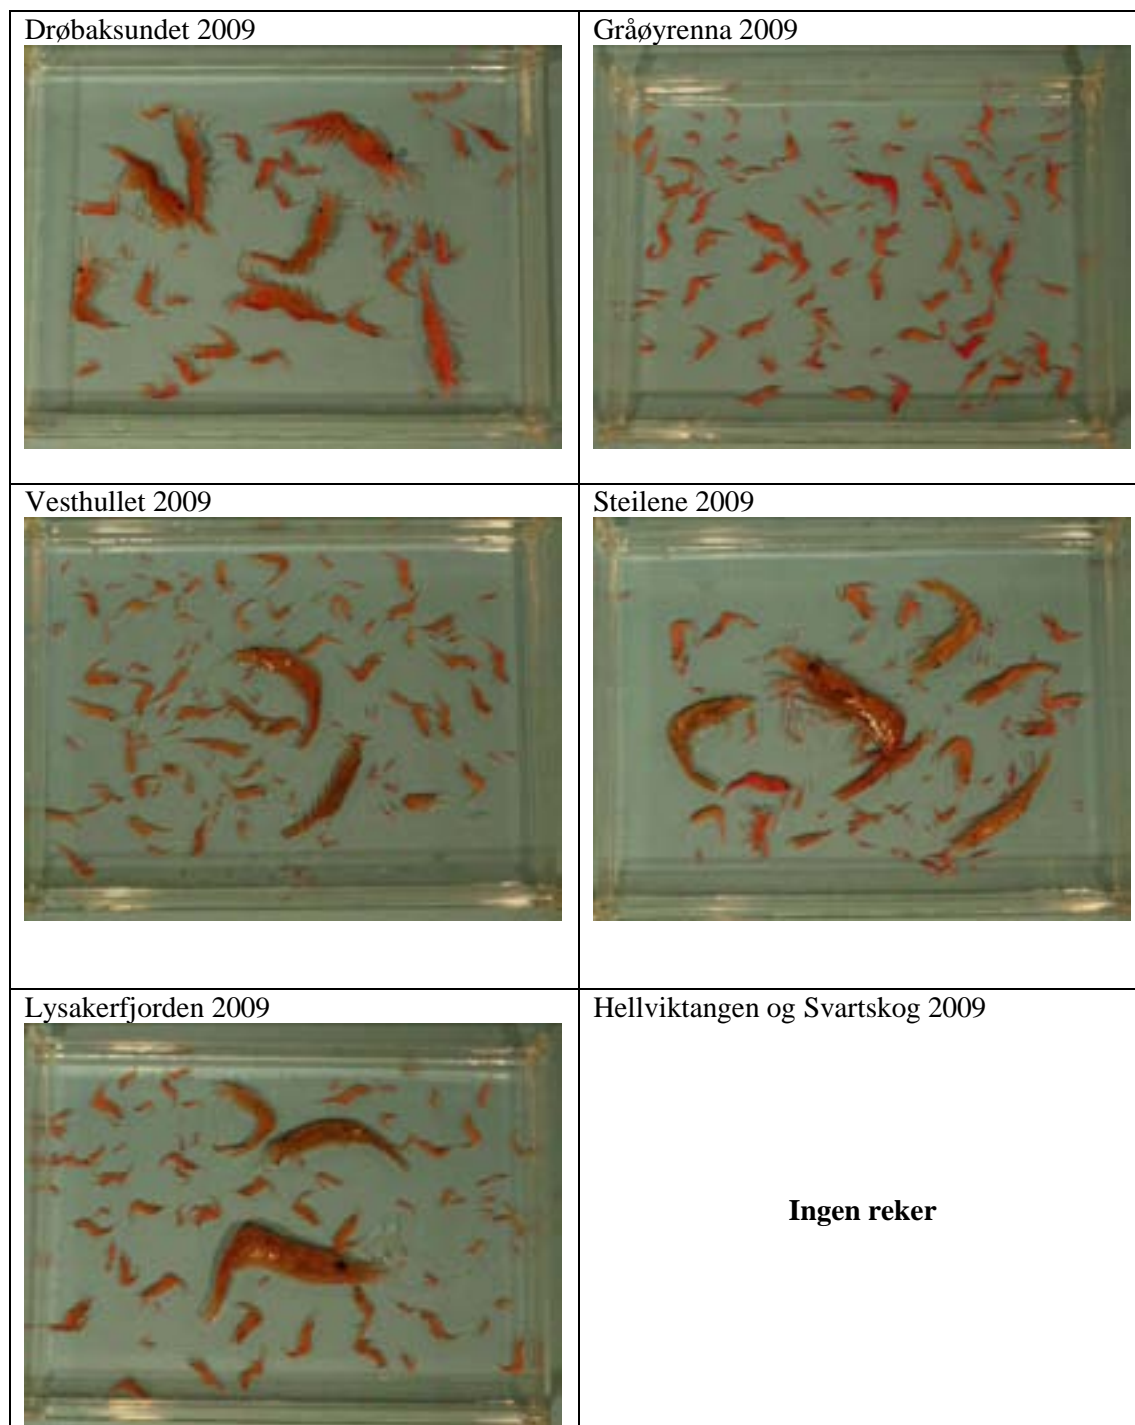 Drøbaksundet 2009
Gråøyrenna 2009
Vesthullet 2009
Steilene 2009
Lysakerfjorden 2009
Hellviktangen og Svartskog 2009
Ingen reker